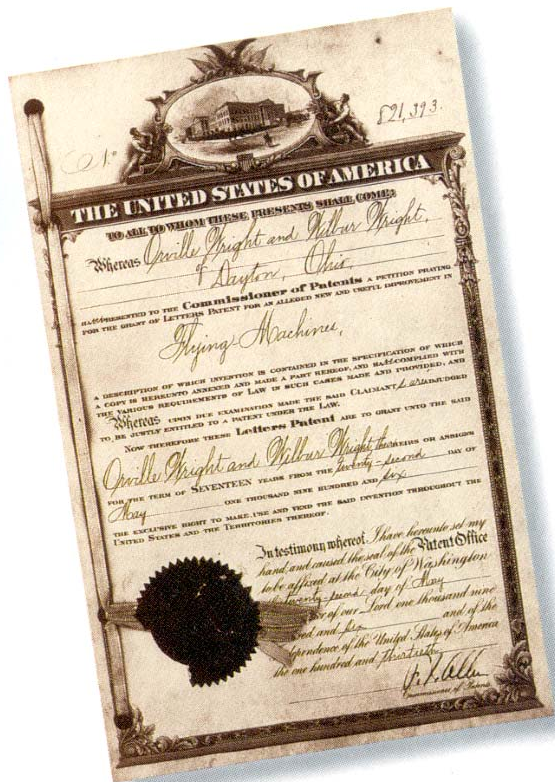 No.
821,393.
THE UNITED STATES OF AMERICA
TO ALL TO WHOM THESE PRESENTS SHALL COME:
Whereas Orville Wright and Wilbur Wright,
of Dayton, Ohio
PRESENTED TO THE Commissioner of Patents A PETITION PRAYING
FOR THE GRANT OF LETTERS PATENT FOR AN ALLEGED NEW AND USEFUL IMPROVEMENT IN
Flying Machines,
A DESCRIPTION OF WHICH INVENTION IS CONTAINED IN THE SPECIFICATION OF WHICH
A COPY IS HEREUNTO ANNEXED AND MADE A PART HEREOF, AND COMPLIED WITH
THE VARIOUS REQUIREMENTS OF LAW IN SUCH CASES MADE AND PROVIDED, AND
Whereas UPON DUE EXAMINATION MADE THE SAID CLAIMANTS are ADJUDGED
TO BE JUSTLY ENTITLED TO A PATENT UNDER THE LAW.
NOW THEREFORE THESE Letters Patent ARE TO GRANT UNTO THE SAID
Orville Wright and Wilbur Wright, their HEIRS OR ASSIGNS
FOR THE TERM OF SEVENTEEN YEARS FROM THE twenty-second DAY OF
May ONE THOUSAND NINE HUNDRED AND six
THE EXCLUSIVE RIGHT TO MAKE, USE AND VEND THE SAID INVENTION THROUGHOUT THE
UNITED STATES AND THE TERRITORIES THEREOF.
In testimony whereof, I have hereunto set my
hand and caused the seal of the Patent Office
to be affixed at the City of Washington
twenty-second day of May
of our Lord one thousand nine
and six and of the
Independence of the United States of America
the one hundred and thirtieth.
Commissioner of Patents